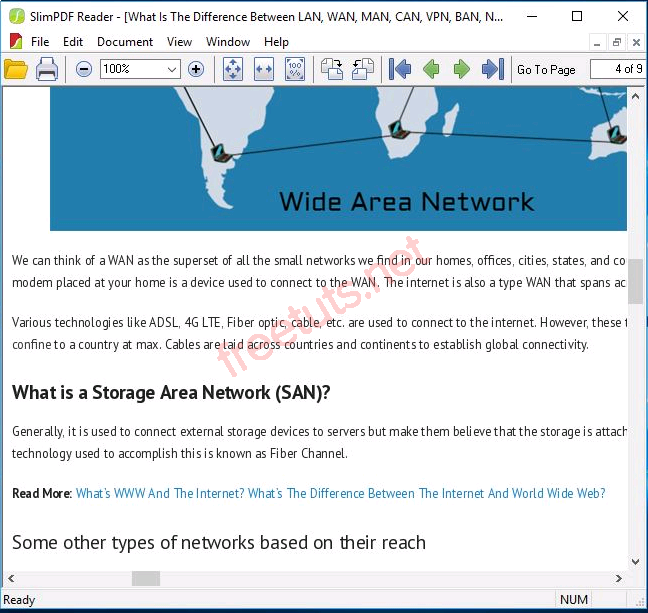 SlimPDF Reader - [What Is The Difference Between LAN, WAN, MAN, CAN, VPN, BAN, N...
File Edit Document View Window Help
100% 100 % Go To Page 4 of 9
Wide Area Network
We can think of a WAN as the superset of all the small networks we find in our homes, offices, cities, states, and co
modem placed at your home is a device used to connect to the WAN. The internet is also a type WAN that spans ac
Various technologies like ADSL, 4G LTE, Fiber optic, cable, etc. are used to connect to the internet. However, these t
confine to a country at max. Cables are laid across countries and continents to establish global connectivity.
freetuts.net
What is a Storage Area Network (SAN)?
Generally, it is used to connect external storage devices to servers but make them believe that the storage is attach
technology used to accomplish this is known as Fiber Channel.
Read More: What's WWW And The Internet? What's The Difference Between The Internet And World Wide Web?
Some other types of networks based on their reach
Ready NUM